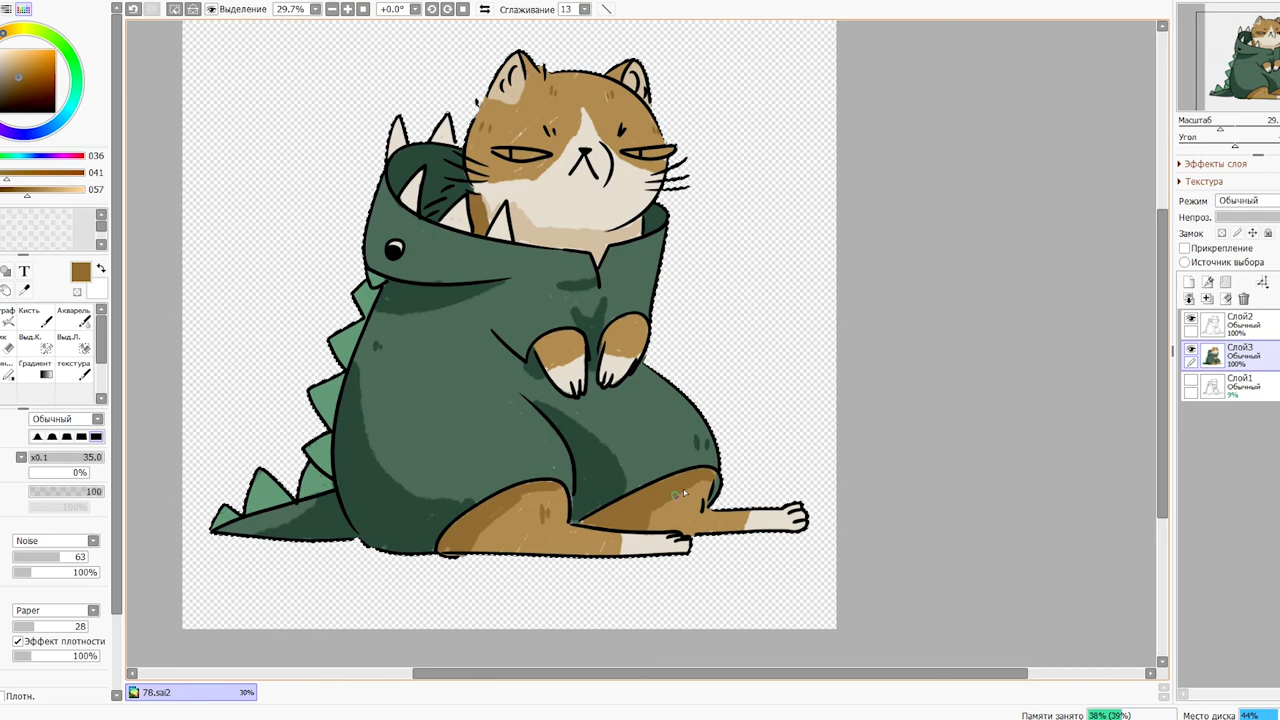 Выделение 29.7% +0.0° Сглаживание 13
036
041
057
Масштаб 29.
Угол
Эффекты слоя
Текстура
Режим Обычный
Непроз.
Замок
Прикрепление
Источник выбора
T
Кисть Акварель
Выд.К. Выд.Л.
Градиент текстура
Обычный
x0.1 35.0
0%
100
100%
Noise
63
100%
Paper
28
Эффект плотности
100%
Плотн.
Слой2
Обычный
100%
Слой3
Обычный
100%
Слой1
Обычный
9%
78.sai2 30%
Памяти занято 38% (39%) Место диска 44%